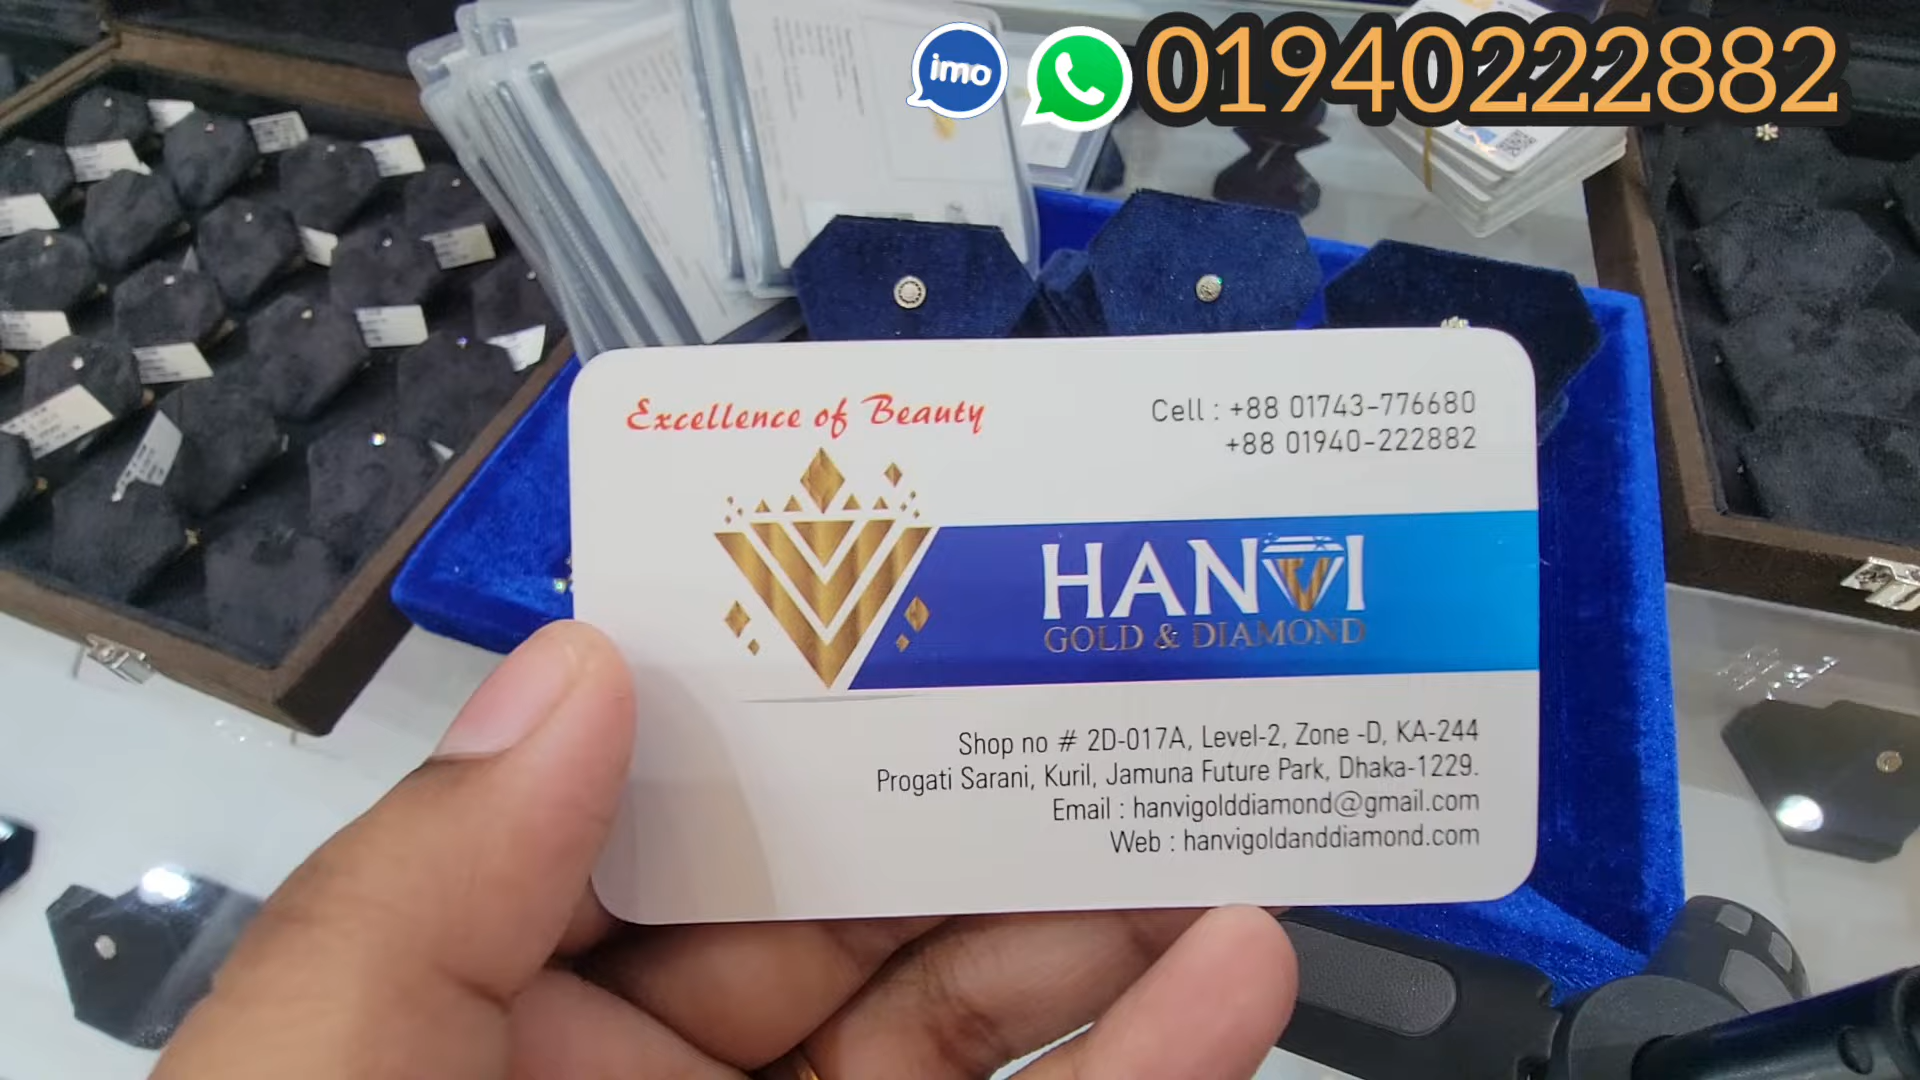 imo 01940222882
Excellence of Beauty
Cell : +88 01743-776680
+88 01940-222882
HANVI
GOLD & DIAMOND
Shop no # 2D-017A, Level-2, Zone -D, KA-244
Progati Sarani, Kuril, Jamuna Future Park, Dhaka-1229.
Email : hanvigolddiamond@gmail.com
Web : hanvigoldanddiamond.com